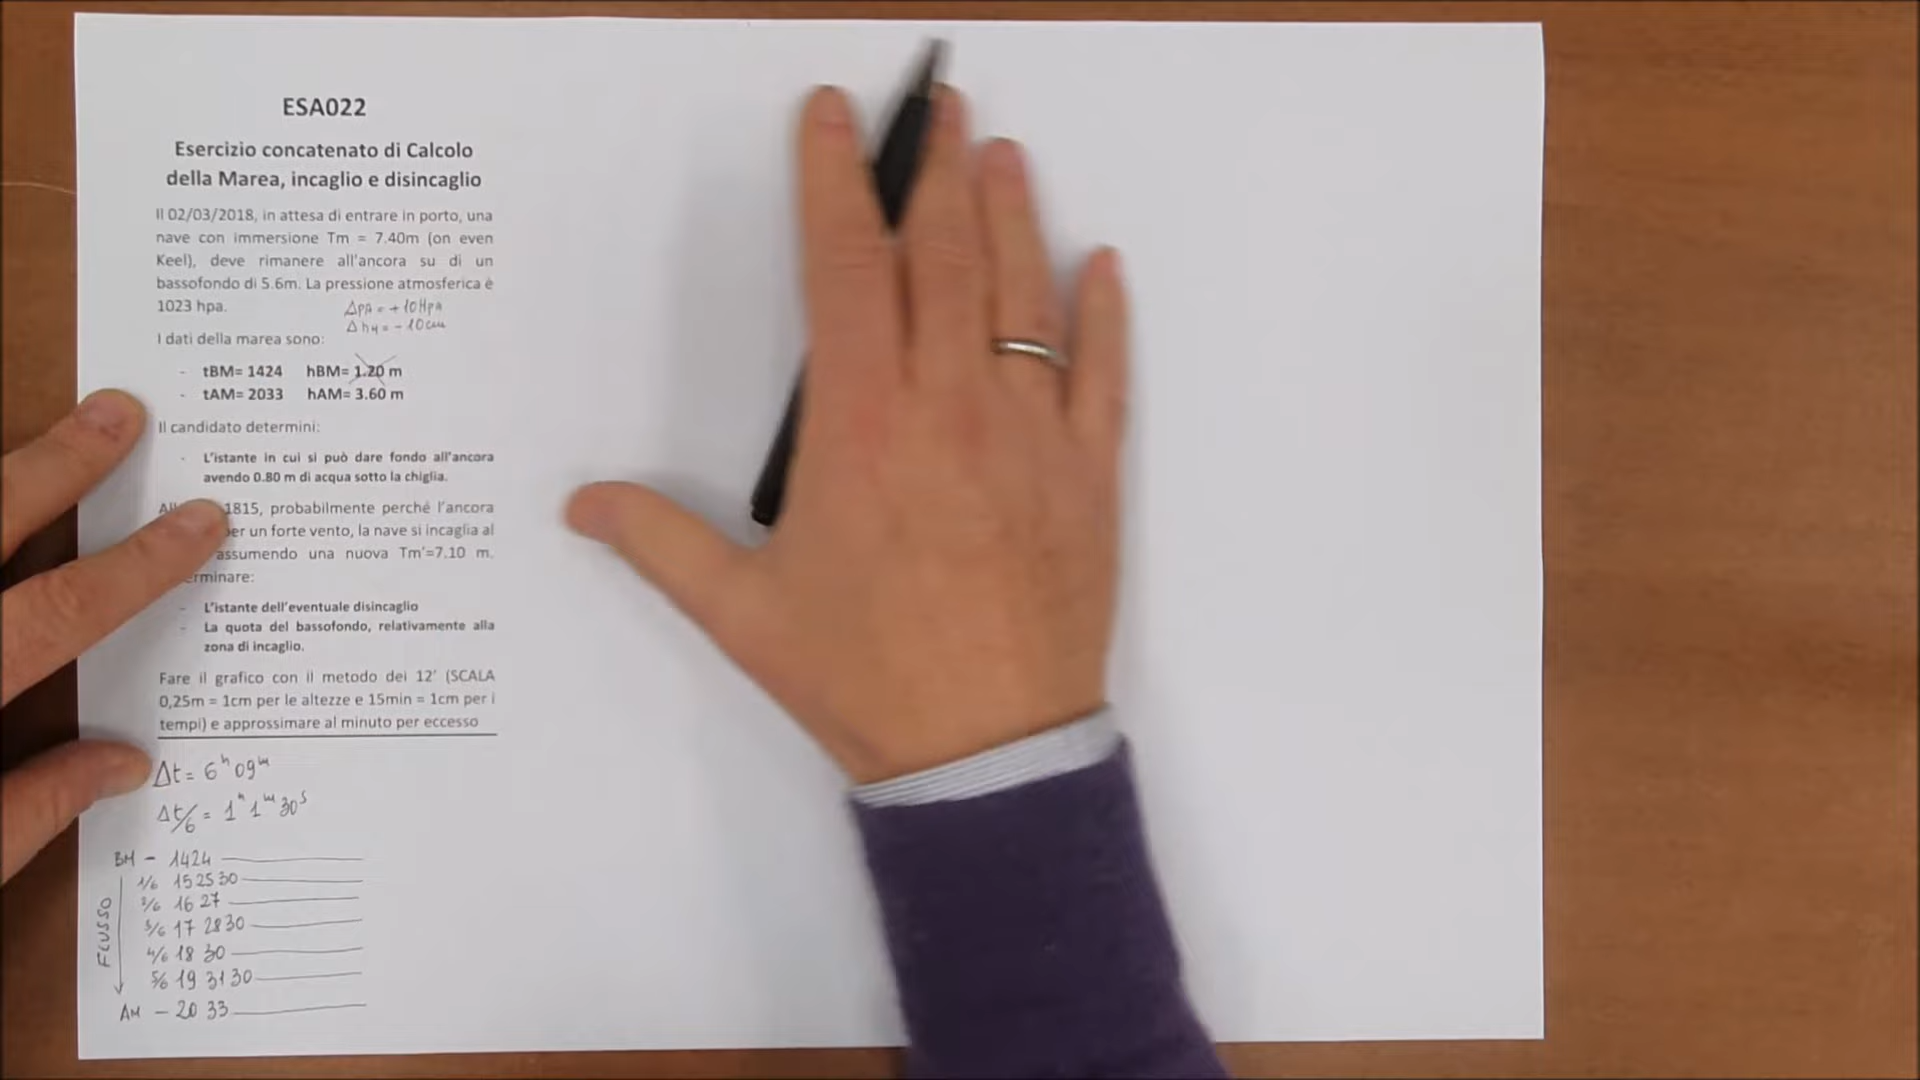 ESA022
Esercizio concatenato di Calcolo
della Marea, incaglio e disincaglio
Il 02/03/2018, in attesa di entrare in porto, una
nave con immersione Tm = 7.40m (on even
Keel), deve rimanere all'ancora su di un
bassofondo di 5.6m. La pressione atmosferica è
1023 hpa.
ΔPA = + 10 HPA
Δh4 = - 10 cm
I dati della marea sono:
- tBM= 1424 hBM= 1.20 m
- tAM= 2033 hAM= 3.60 m
Il candidato determini:
- L'istante in cui si può dare fondo all'ancora
avendo 0.80 m di acqua sotto la chiglia.
1815, probabilmente perché l'ancora
per un forte vento, la nave si incaglia al
assumendo una nuova Tm'=7.10 m.
erminare:
- L'istante dell'eventuale disincaglio
- La quota del bassofondo, relativamente alla
zona di incaglio.
Fare il grafico con il metodo dei 12' (SCALA
0,25m = 1cm per le altezze e 15min = 1cm per i
tempi) e approssimare al minuto per eccesso
Δt = 6h 09m
Δt/6 = 1h 1m 30s
BM - 1424
1/6 15 25 30
2/6 16 27
3/6 17 28 30
4/6 18 30
5/6 19 31 30
AM - 20 33
FLUSSO